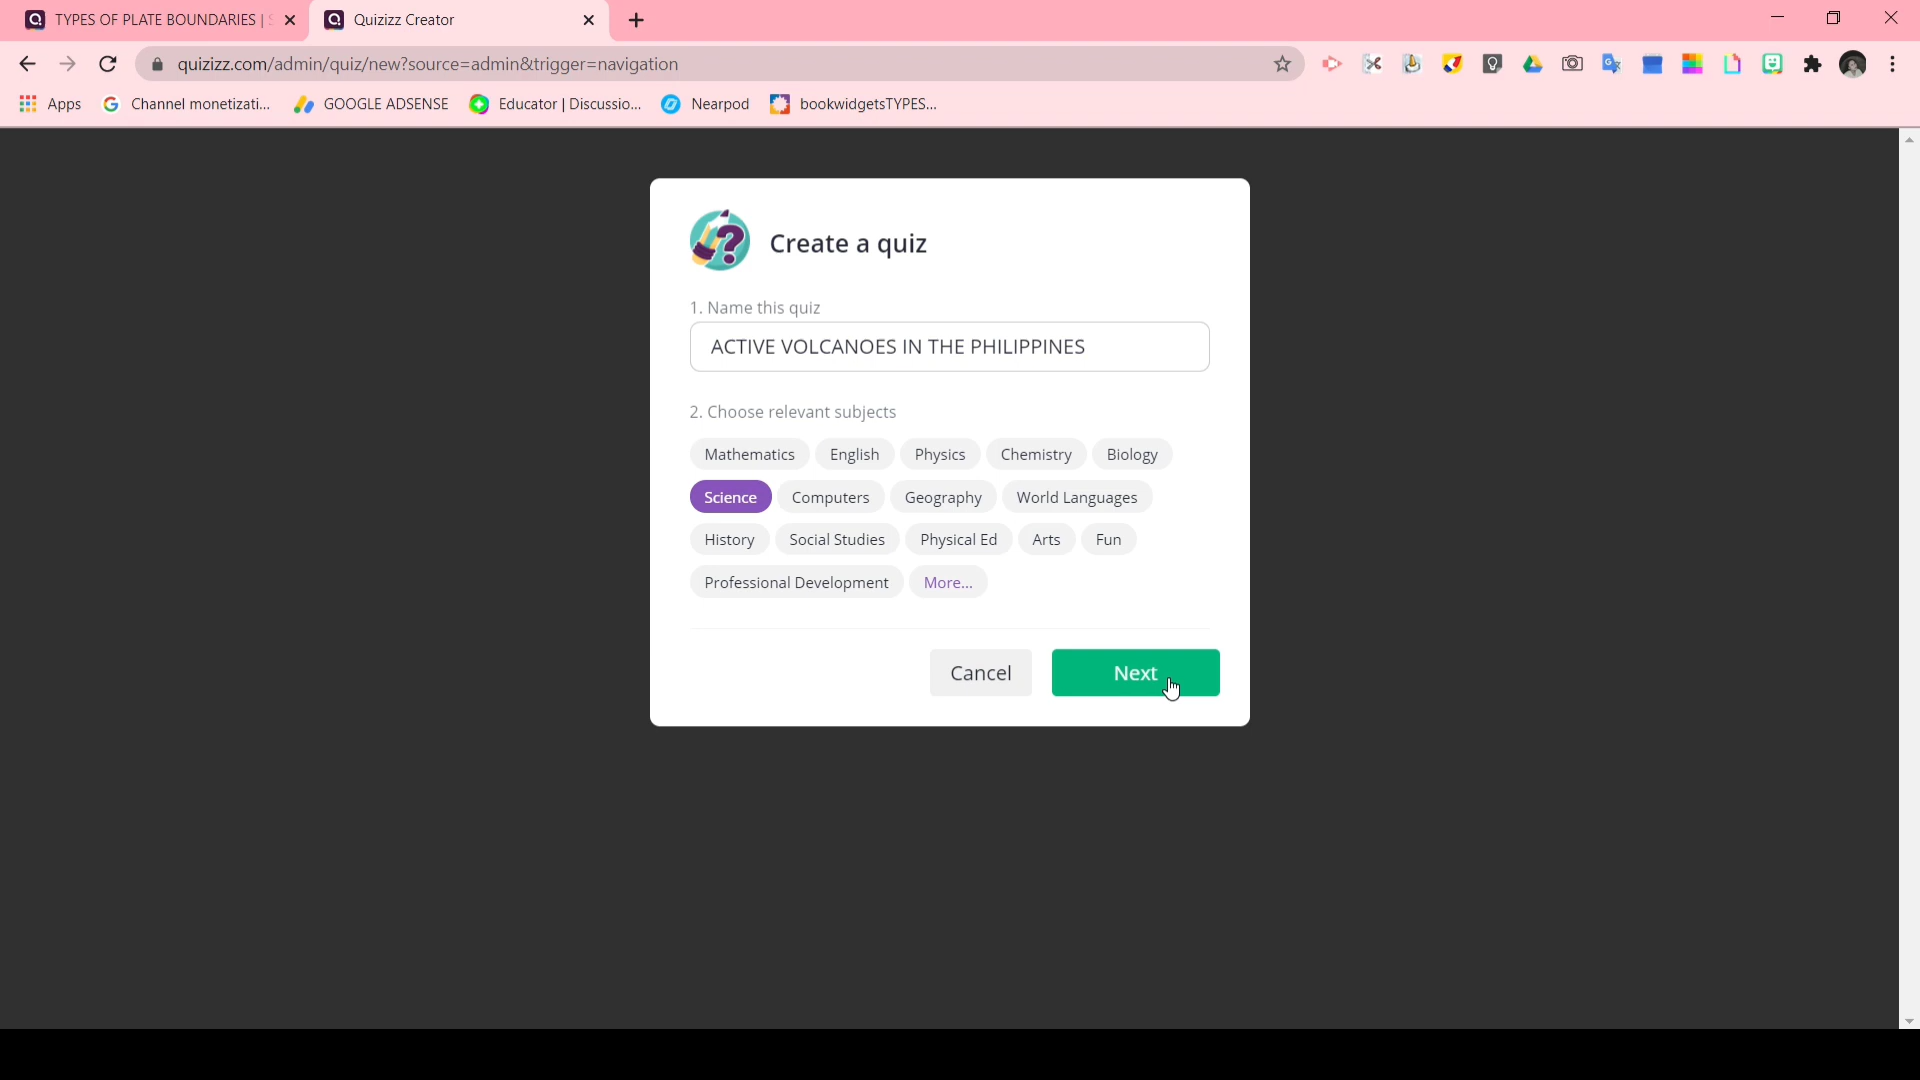 TYPES OF PLATE BOUNDARIES |
Quizizz Creator
quizizz.com/admin/quiz/new?source=admin&trigger=navigation
Apps
Channel monetizati...
GOOGLE ADSENSE
Educator | Discussio...
Nearpod
bookwidgetsTYPES...
Create a quiz
1. Name this quiz
ACTIVE VOLCANOES IN THE PHILIPPINES
2. Choose relevant subjects
Mathematics English Physics Chemistry Biology
Science Computers Geography World Languages
History Social Studies Physical Ed Arts Fun
Professional Development More...
Cancel Next